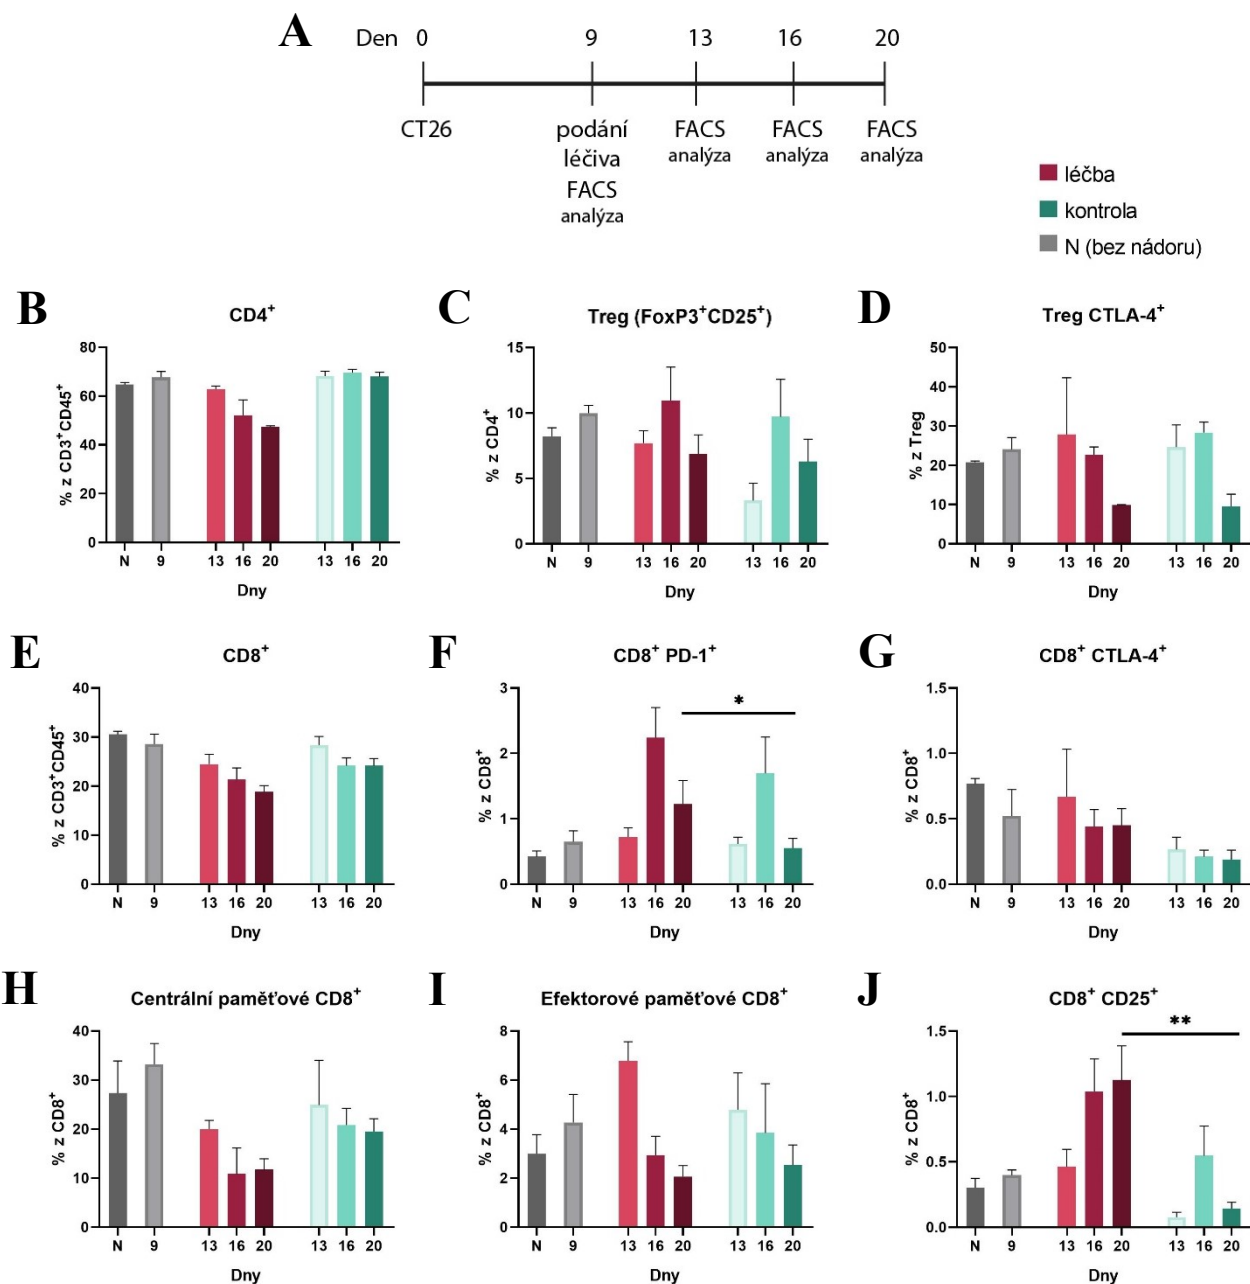 A
Den 0 9 13 16 20
CT26 podání FACS FACS FACS
léčiva analýza analýza analýza
FACS
analýza
léčba
kontrola
N (bez nádoru)
B
CD4⁺
% z CD3⁺CD45⁺
80
60
40
20
0
N 9 13 16 20 13 16 20
Dny
C
Treg (FoxP3⁺CD25⁺)
% z CD4⁺
15
10
5
0
N 9 13 16 20 13 16 20
Dny
D
Treg CTLA-4⁺
% z Treg
50
40
30
20
10
0
N 9 13 16 20 13 16 20
Dny
E
CD8⁺
% z CD3⁺CD45⁺
40
30
20
10
0
N 9 13 16 20 13 16 20
Dny
F
CD8⁺ PD-1⁺
% z CD8⁺
3
2
1
0
*
N 9 13 16 20 13 16 20
Dny
G
CD8⁺ CTLA-4⁺
% z CD8⁺
1.5
1.0
0.5
0.0
N 9 13 16 20 13 16 20
Dny
H
Centrální paměťové CD8⁺
% z CD8⁺
40
30
20
10
0
N 9 13 16 20 13 16 20
Dny
I
Efektorové paměťové CD8⁺
% z CD8⁺
8
6
4
2
0
N 9 13 16 20 13 16 20
Dny
J
CD8⁺ CD25⁺
% z CD8⁺
1.5
1.0
0.5
0.0
**
N 9 13 16 20 13 16 20
Dny